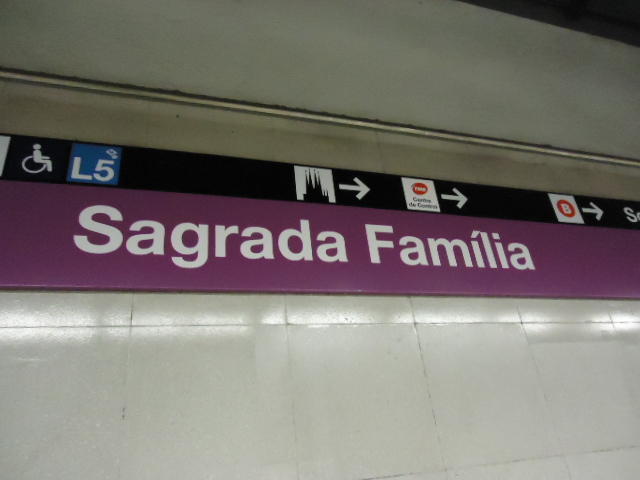 L5
TMB
Centre
de Control
B
Sagrada Família